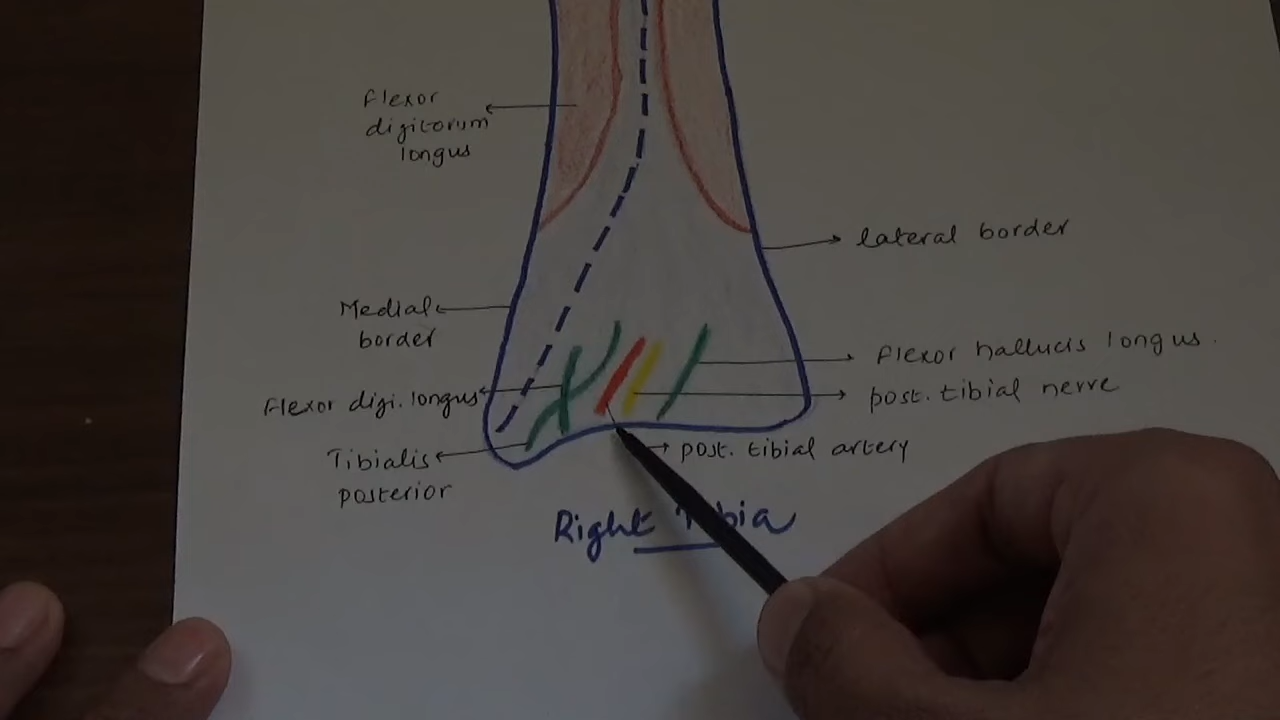 Flexor
digitorum
longus
lateral border
Medial
border
Flexor hallucis longus.
post. tibial nerve
Flexor digi. longus
post. tibial artery
Tibialis
posterior
Right Tibia